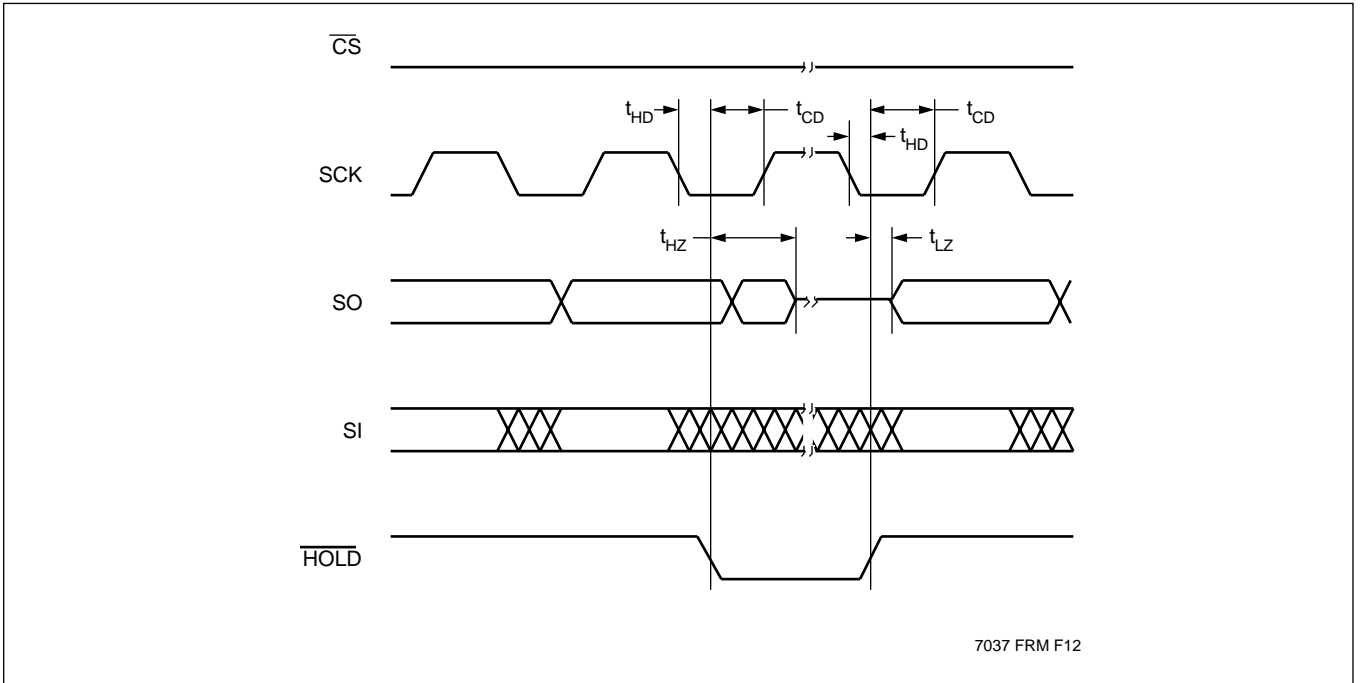 CS
tHD
tCD
tCD
tHD
SCK
tHZ
tLZ
SO
SI
HOLD
7037 FRM F12